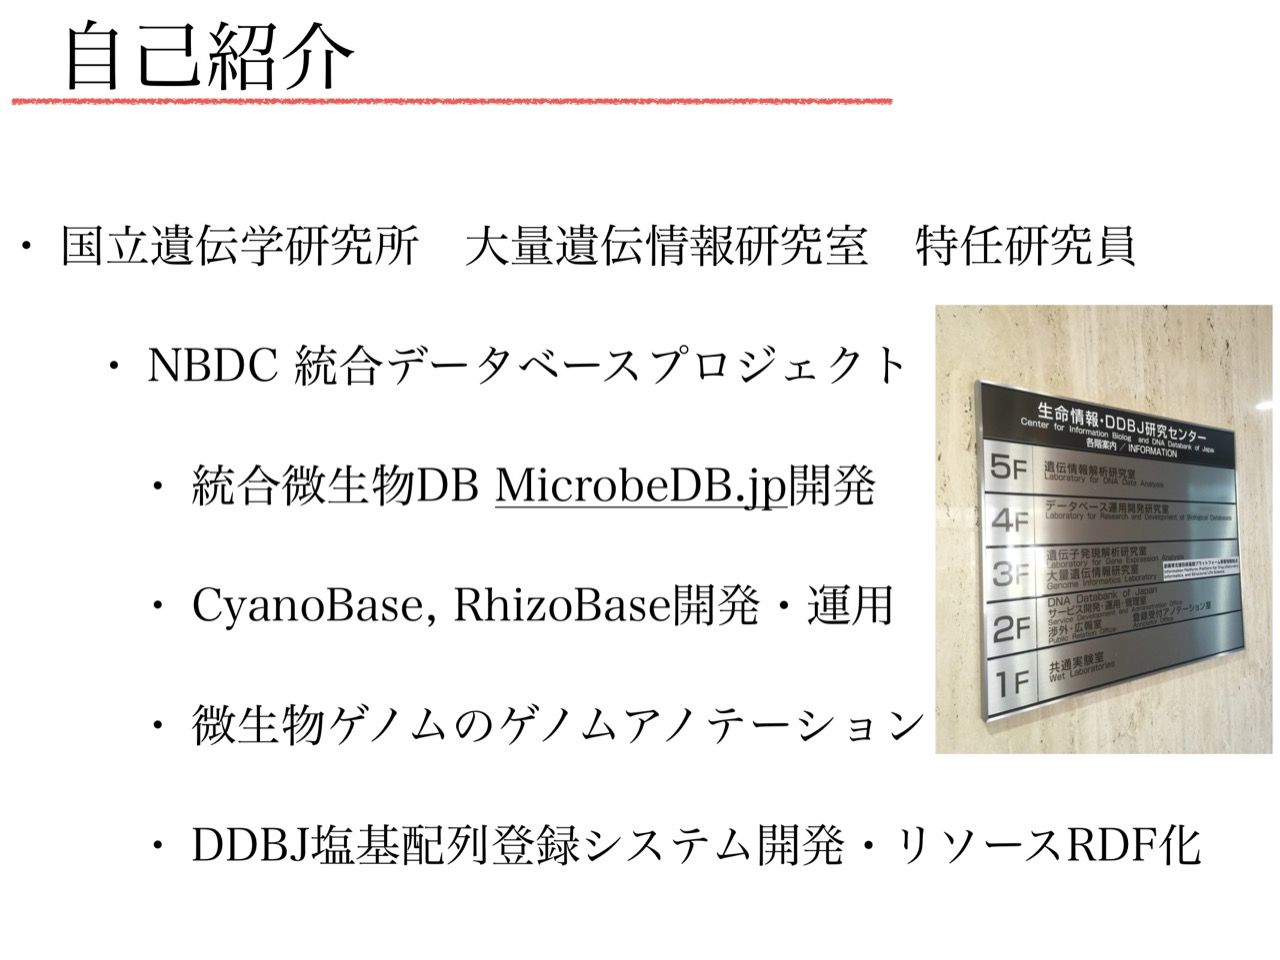 自己紹介
・ 国立遺伝学研究所　大量遺伝情報研究室　特任研究員
・ NBDC 統合データベースプロジェクト
・ 統合微生物DB MicrobeDB.jp開発
・ CyanoBase, RhizoBase開発・運用
・ 微生物ゲノムのゲノムアノテーション
・ DDBJ塩基配列登録システム開発・リソースRDF化
生命情報・DDBJ研究センター
Center for Information Biolog and DNA Databank of Japa
各階案内 / INFORMATION
5F 遺伝情報解析研究室
Laboratory for DNA Data Analysis
4F データベース運用開発研究室
Laboratory for Research and Development of Biological Databases
3F 遺伝子発現解析研究室
Laboratory for Gene Expression Analysis
大量遺伝情報研究室
Genome Informatics Laboratory
2F DNA Databank of Japan
サービス開発・運用・管理室
Service Development and Administration Office
渉外・広報室 登録受付アノテーション室
Public Relation Office Annotator Office
1F 共通実験室
Wet Laboratories